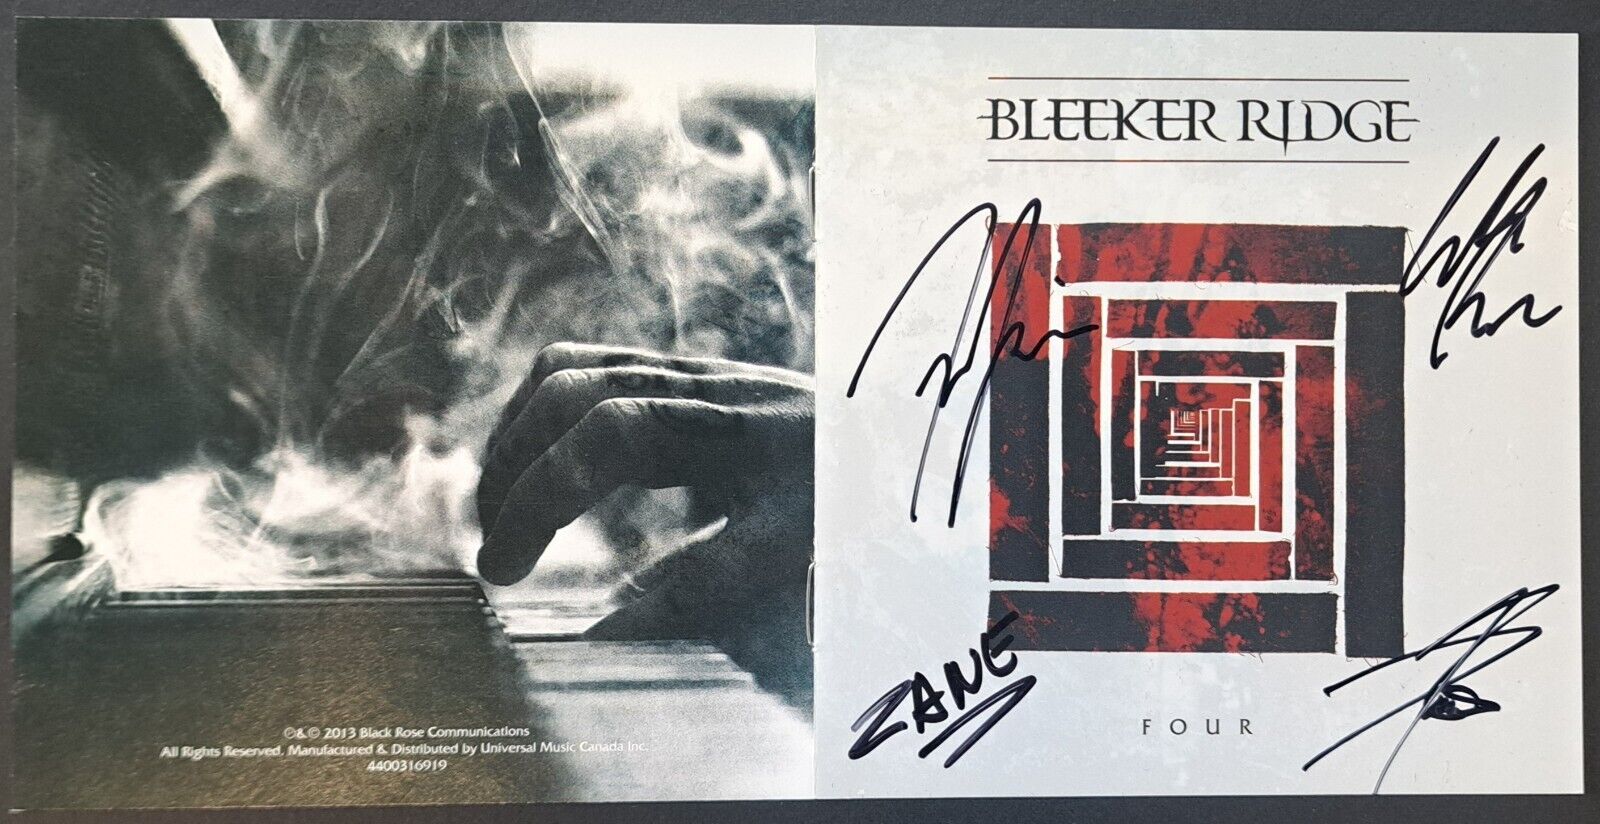 ℗& © 2013 Black Rose Communications
All Rights Reserved. Manufactured & Distributed by Universal Music Canada Inc.
4400316919
BLEEKER RIDGE
ZANE
FOUR